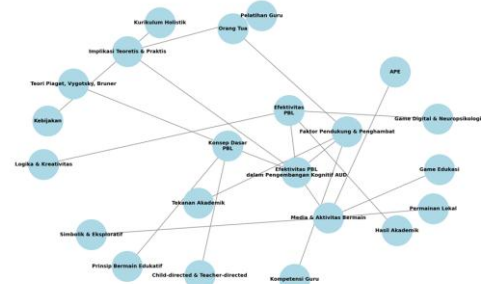 Pelatihan Guru
Kurikulum Holistik
Orang Tua
Implikasi Teoretis & Praktis
APE
Teori Piaget, Vygotsky, Bruner
Efektivitas
PBL
Game Digital & Neuropsikologi
Kebijakan
Faktor Pendukung & Penghambat
Konsep Dasar
PBL
Logika & Kreativitas
Efektivitas PBL
dalam Pengembangan Kognitif AUD
Game Edukasi
Tekanan Akademik
Permainan Lokal
Media & Aktivitas Bermain
Hasil Akademik
Simbolik & Eksploratif
Prinsip Bermain Edukatif
Child-directed & Teacher-directed
Kompetensi Guru